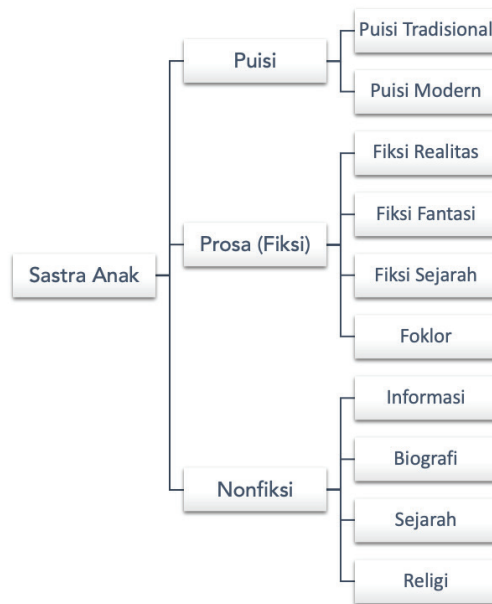 Sastra Anak
Puisi
Puisi Tradisional
Puisi Modern
Prosa (Fiksi)
Fiksi Realitas
Fiksi Fantasi
Fiksi Sejarah
Foklor
Nonfiksi
Informasi
Biografi
Sejarah
Religi